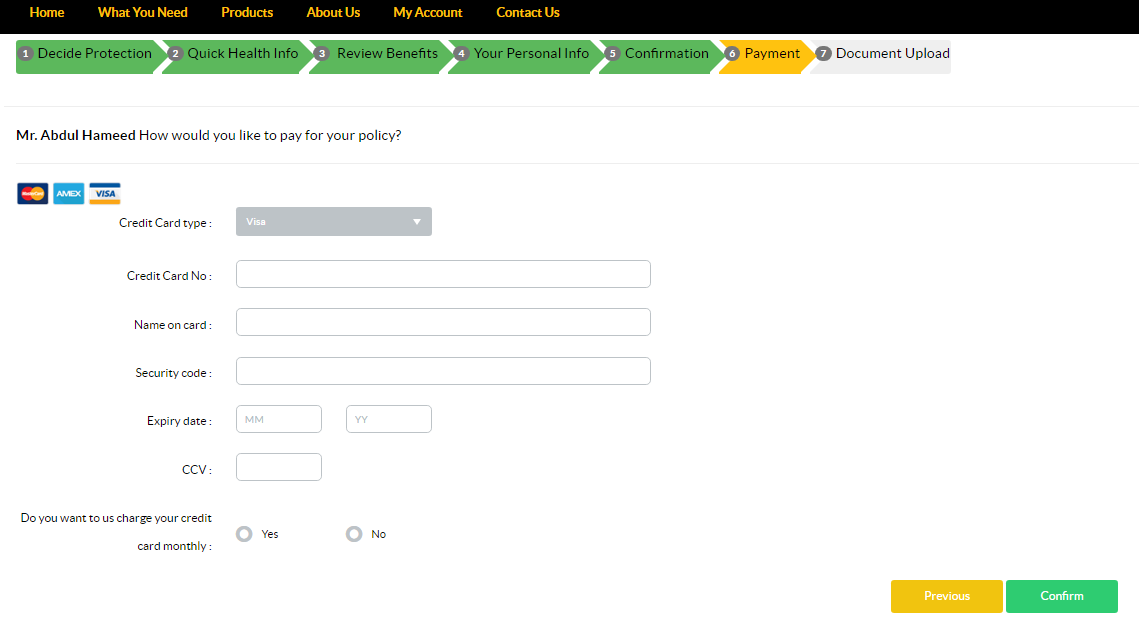 Home What You Need Products About Us My Account Contact Us
1 Decide Protection 2 Quick Health Info 3 Review Benefits 4 Your Personal Info 5 Confirmation 6 Payment 7 Document Upload
Mr. Abdul Hameed How would you like to pay for your policy?
MasterCard AMEX VISA
Credit Card type : Visa
Credit Card No :
Name on card :
Security code :
Expiry date : MM YY
CCV :
Do you want to us charge your credit
card monthly : Yes No
Previous Confirm